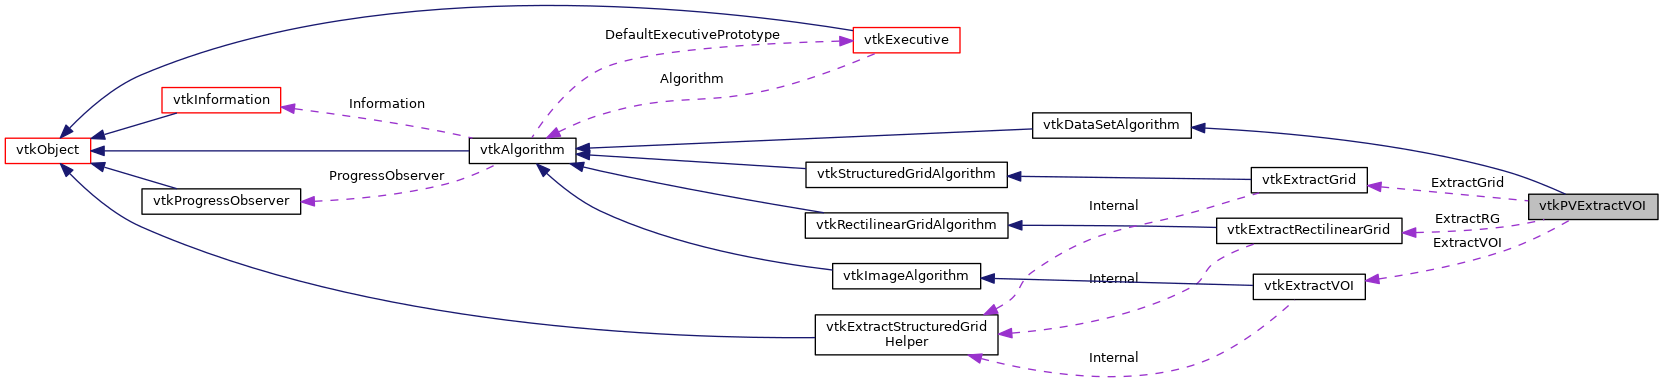 DefaultExecutivePrototype
vtkExecutive
Algorithm
vtkInformation
Information
vtkDataSetAlgorithm
vtkObject
vtkAlgorithm
vtkStructuredGridAlgorithm
vtkExtractGrid
ExtractGrid
ProgressObserver
vtkProgressObserver
Internal
vtkPVExtractVOI
vtkRectilinearGridAlgorithm
vtkExtractRectilinearGrid
ExtractRG
ExtractVOI
vtkImageAlgorithm
Internal
vtkExtractVOI
vtkExtractStructuredGrid
Helper
Internal